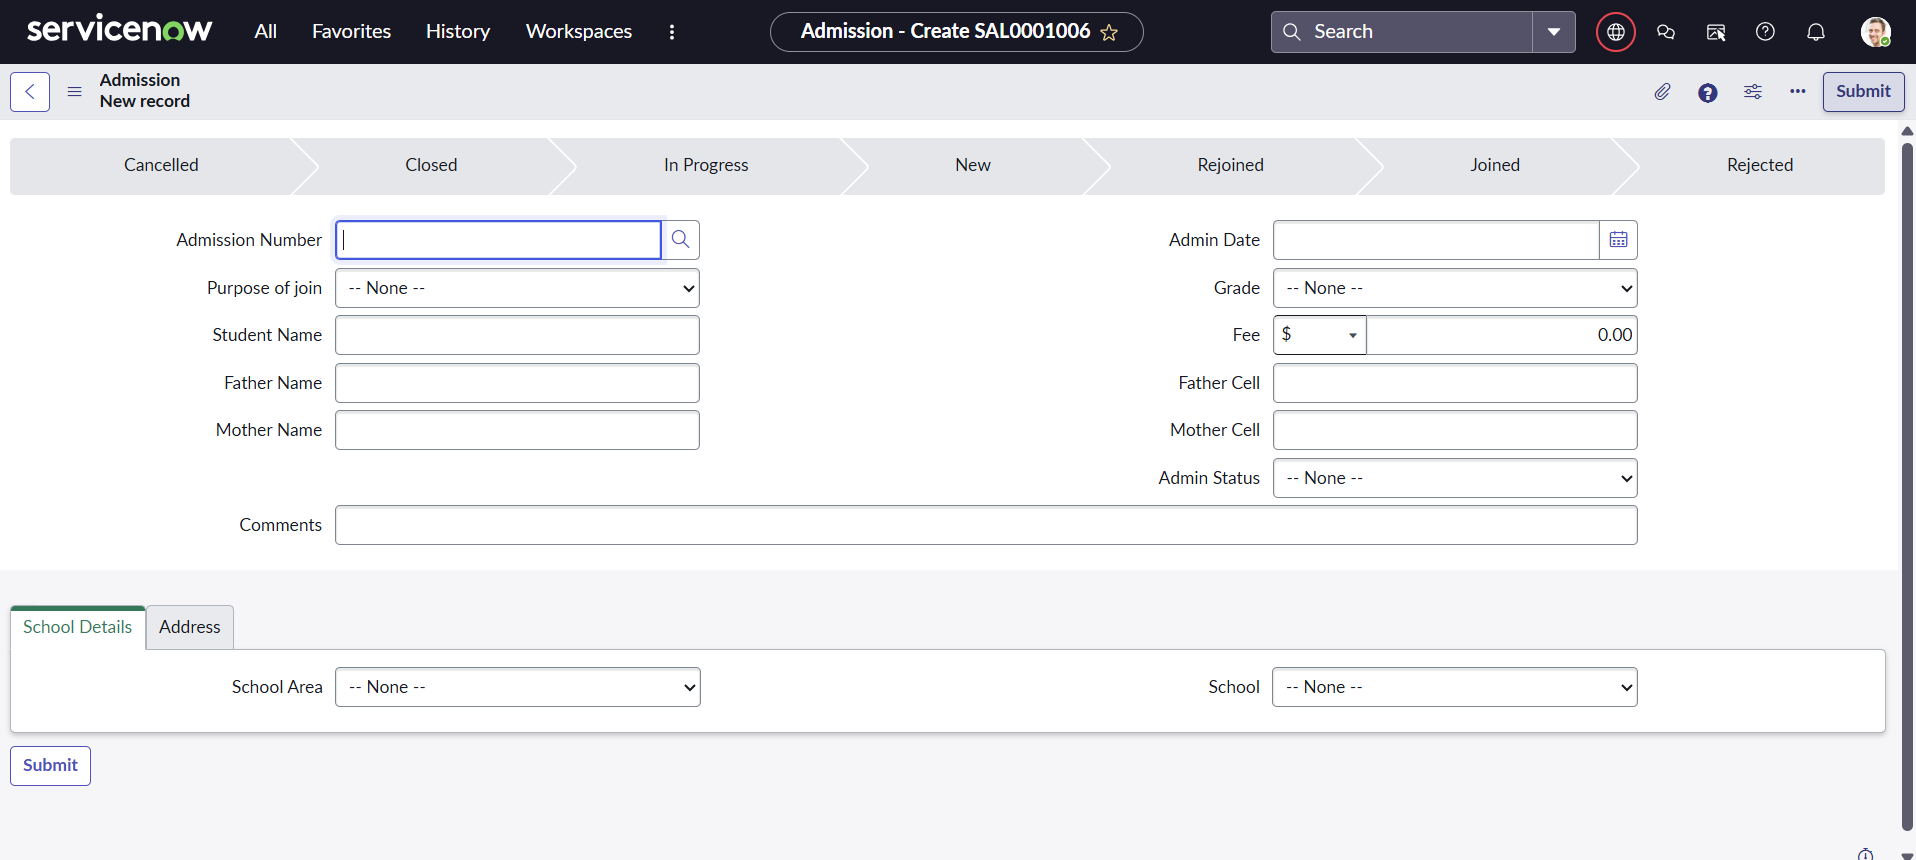 servicenow
All
Favorites
History
Workspaces
Admission - Create SAL0001006
Search
Admission
New record
Submit
Cancelled
Closed
In Progress
New
Rejoined
Joined
Rejected
Admission Number
Admin Date
Purpose of join
-- None --
Grade
-- None --
Student Name
Fee
$
0.00
Father Name
Father Cell
Mother Name
Mother Cell
Admin Status
-- None --
Comments
School Details
Address
School Area
-- None --
School
-- None --
Submit